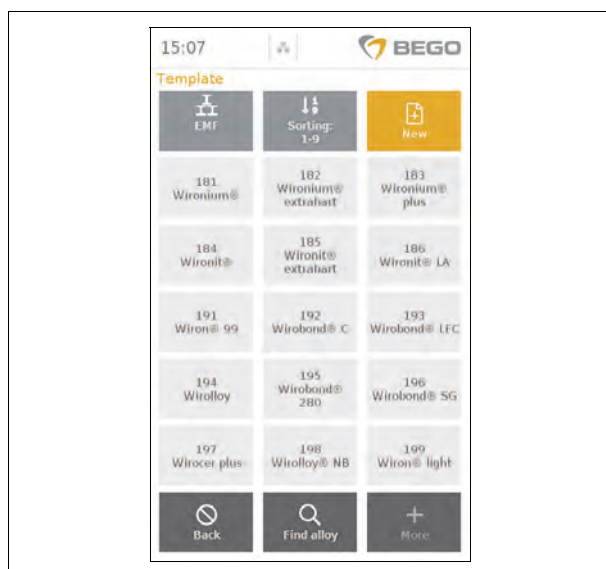 15:07
BEGO
Template
EMF
Sorting:
1-9
New
181
Wironium®
182
Wironium®
extrahart
183
Wironium®
plus
184
Wironit®
185
Wironit®
extrahart
186
Wironit® LA
191
Wiron® 99
192
Wirobond® C
193
Wirobond® LFC
194
Wirolloy
195
Wirobond®
280
196
Wirobond® SG
197
Wirocer plus
198
Wirolloy® NB
199
Wiron® light
Back
Find alloy
More